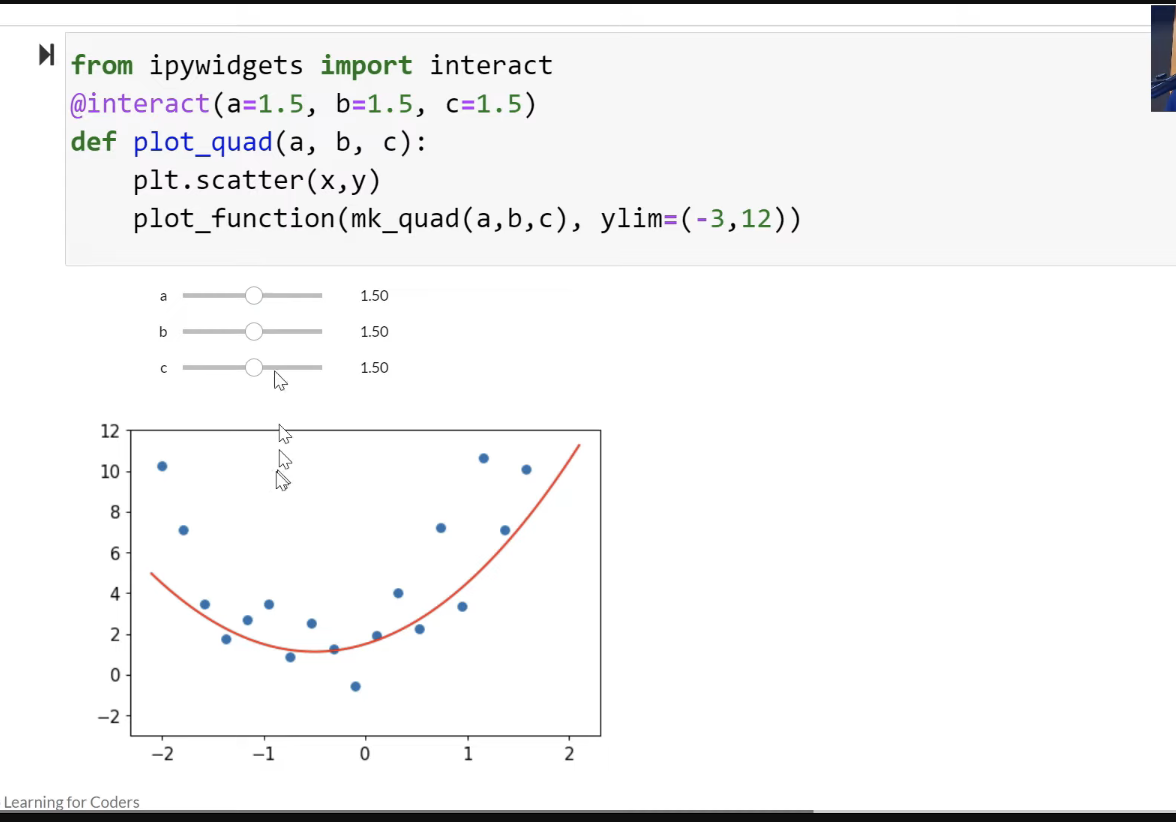 from ipywidgets import interact
@interact(a=1.5, b=1.5, c=1.5)
def plot_quad(a, b, c):
    plt.scatter(x,y)
    plot_function(mk_quad(a,b,c), ylim=(-3,12))
a 1.50
b 1.50
c 1.50
12
10
8
6
4
2
0
−2
−2 −1 0 1 2
Learning for Coders